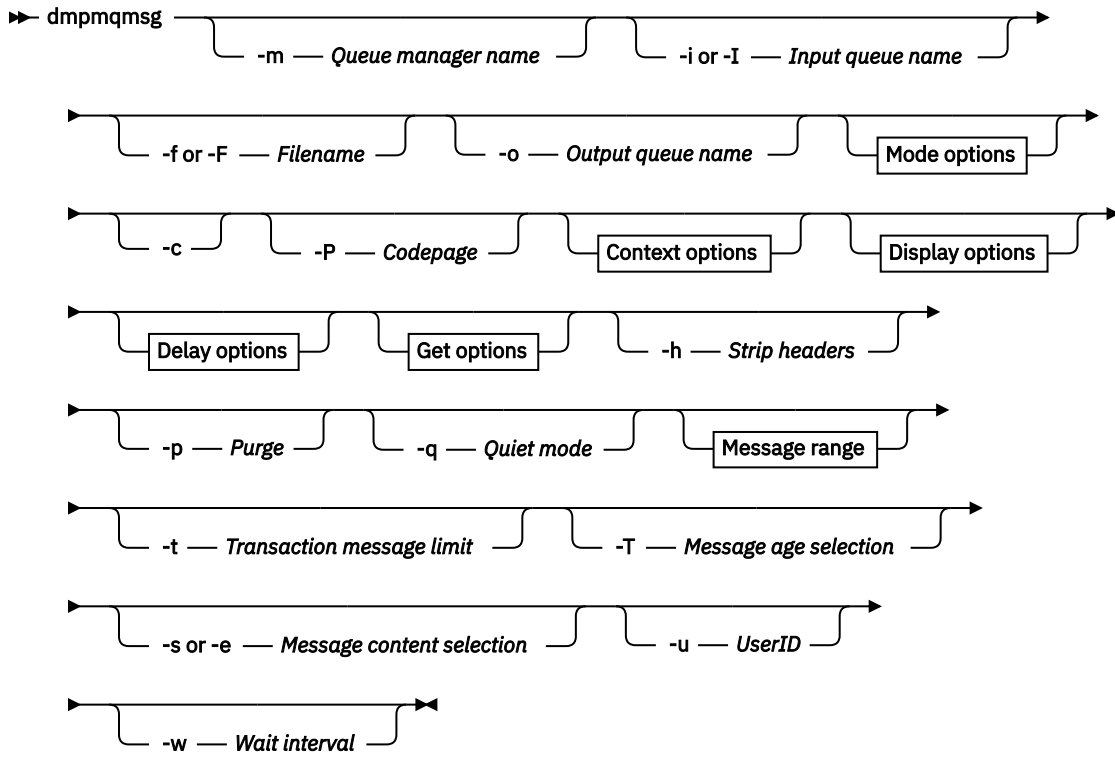 dmpmqmsg
-m Queue manager name -i or -I Input queue name
-f or -F Filename -o Output queue name Mode options
-c -P Codepage Context options Display options
Delay options Get options -h Strip headers
-p Purge -q Quiet mode Message range
-t Transaction message limit -T Message age selection
-s or -e Message content selection -u UserID
-w Wait interval